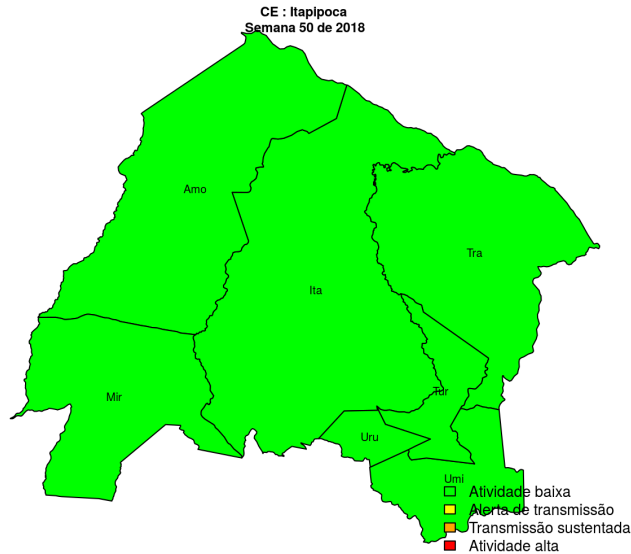 CE : Itapipoca
Semana 50 de 2018
Amo
Tra
Ita
Tur
Mir
Uru
Umi
Atividade baixa
Alerta de transmissão
Transmissão sustentada
Atividade alta